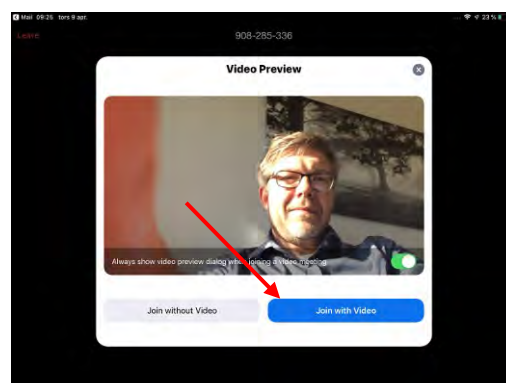 Mail 09:25 tors 9 apr. 23 %
Leave 908-285-336
Video Preview
Always show video preview dialog when joining a video meeting
Join without Video Join with Video